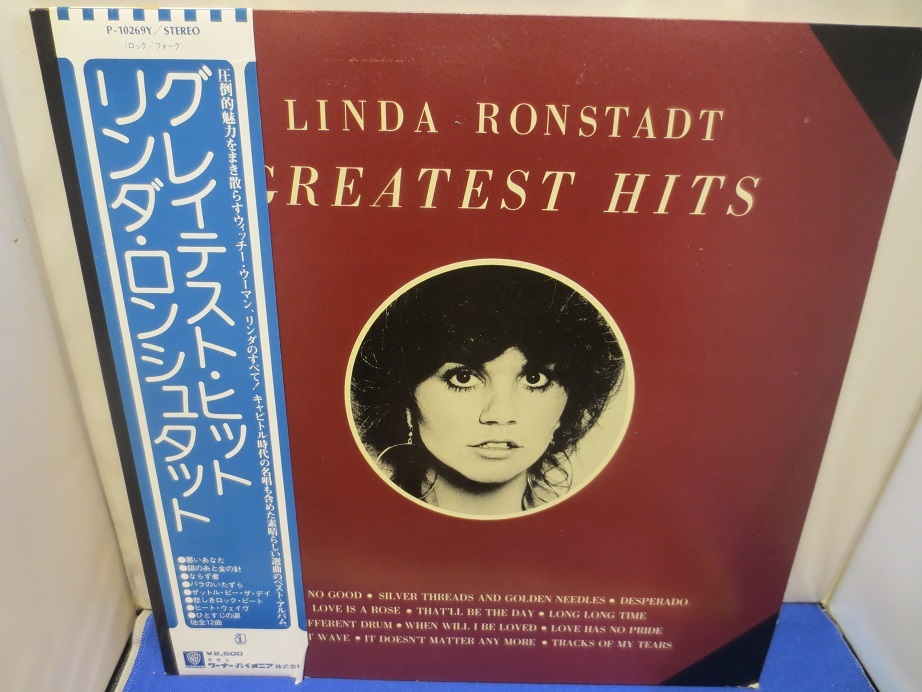 P-10269Y/STEREO
(ロック/フォーク)
圧倒的魅力をまき散らすウィッチー・ウーマン、リンダのすべて! キャピトル時代の名唱も含めた素晴らしい選曲のベスト・アルバム。
グレイテスト・ヒット
リンダ・ロンシュタット
●悪いあなた
●銀の糸と金の針
●ならず者
●バラのいたずら
●ザットル・ビー・ザ・デイ
●悲しきロック・ビート
●ヒート・ウェイヴ
●ひとすじの涙
他全12曲
¥2,500
ワーナー・パイオニア株式会社
LINDA RONSTADT
GREATEST HITS
NO GOOD • SILVER THREADS AND GOLDEN NEEDLES • DESPERADO
LOVE IS A ROSE • THAT'LL BE THE DAY • LONG LONG TIME
FFERENT DRUM • WHEN WILL I BE LOVED • LOVE HAS NO PRIDE
T WAVE • IT DOESN'T MATTER ANY MORE • TRACKS OF MY TEARS